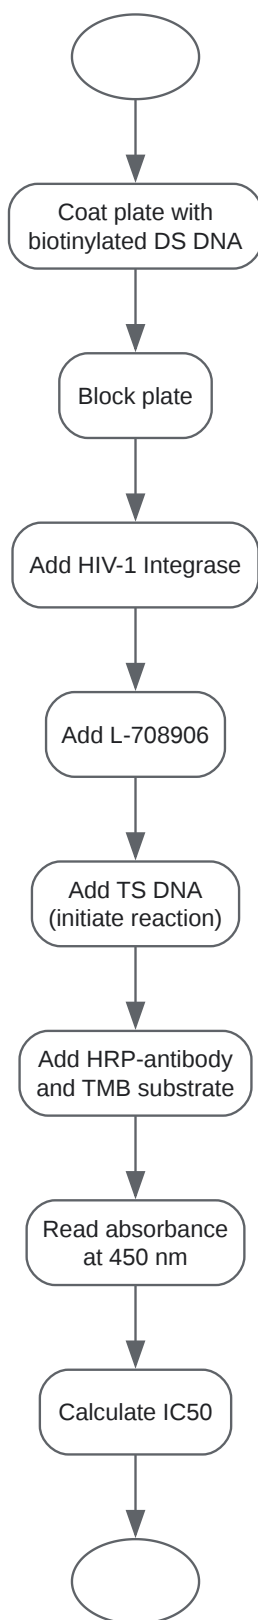 Coat plate with
biotinylated DS DNA
Block plate
Add HIV-1 Integrase
Add L-708906
Add TS DNA
(initiate reaction)
Add HRP-antibody
and TMB substrate
Read absorbance
at 450 nm
Calculate IC50